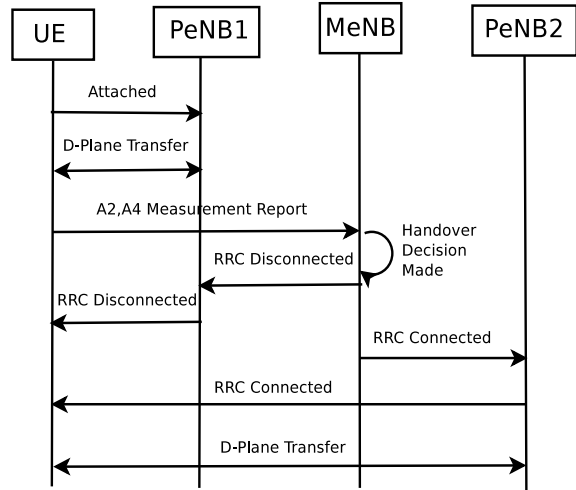 UE
PeNB1
MeNB
PeNB2
Attached
D-Plane Transfer
A2,A4 Measurement Report
Handover
Decision
Made
RRC Disconnected
RRC Disconnected
RRC Connected
RRC Connected
D-Plane Transfer